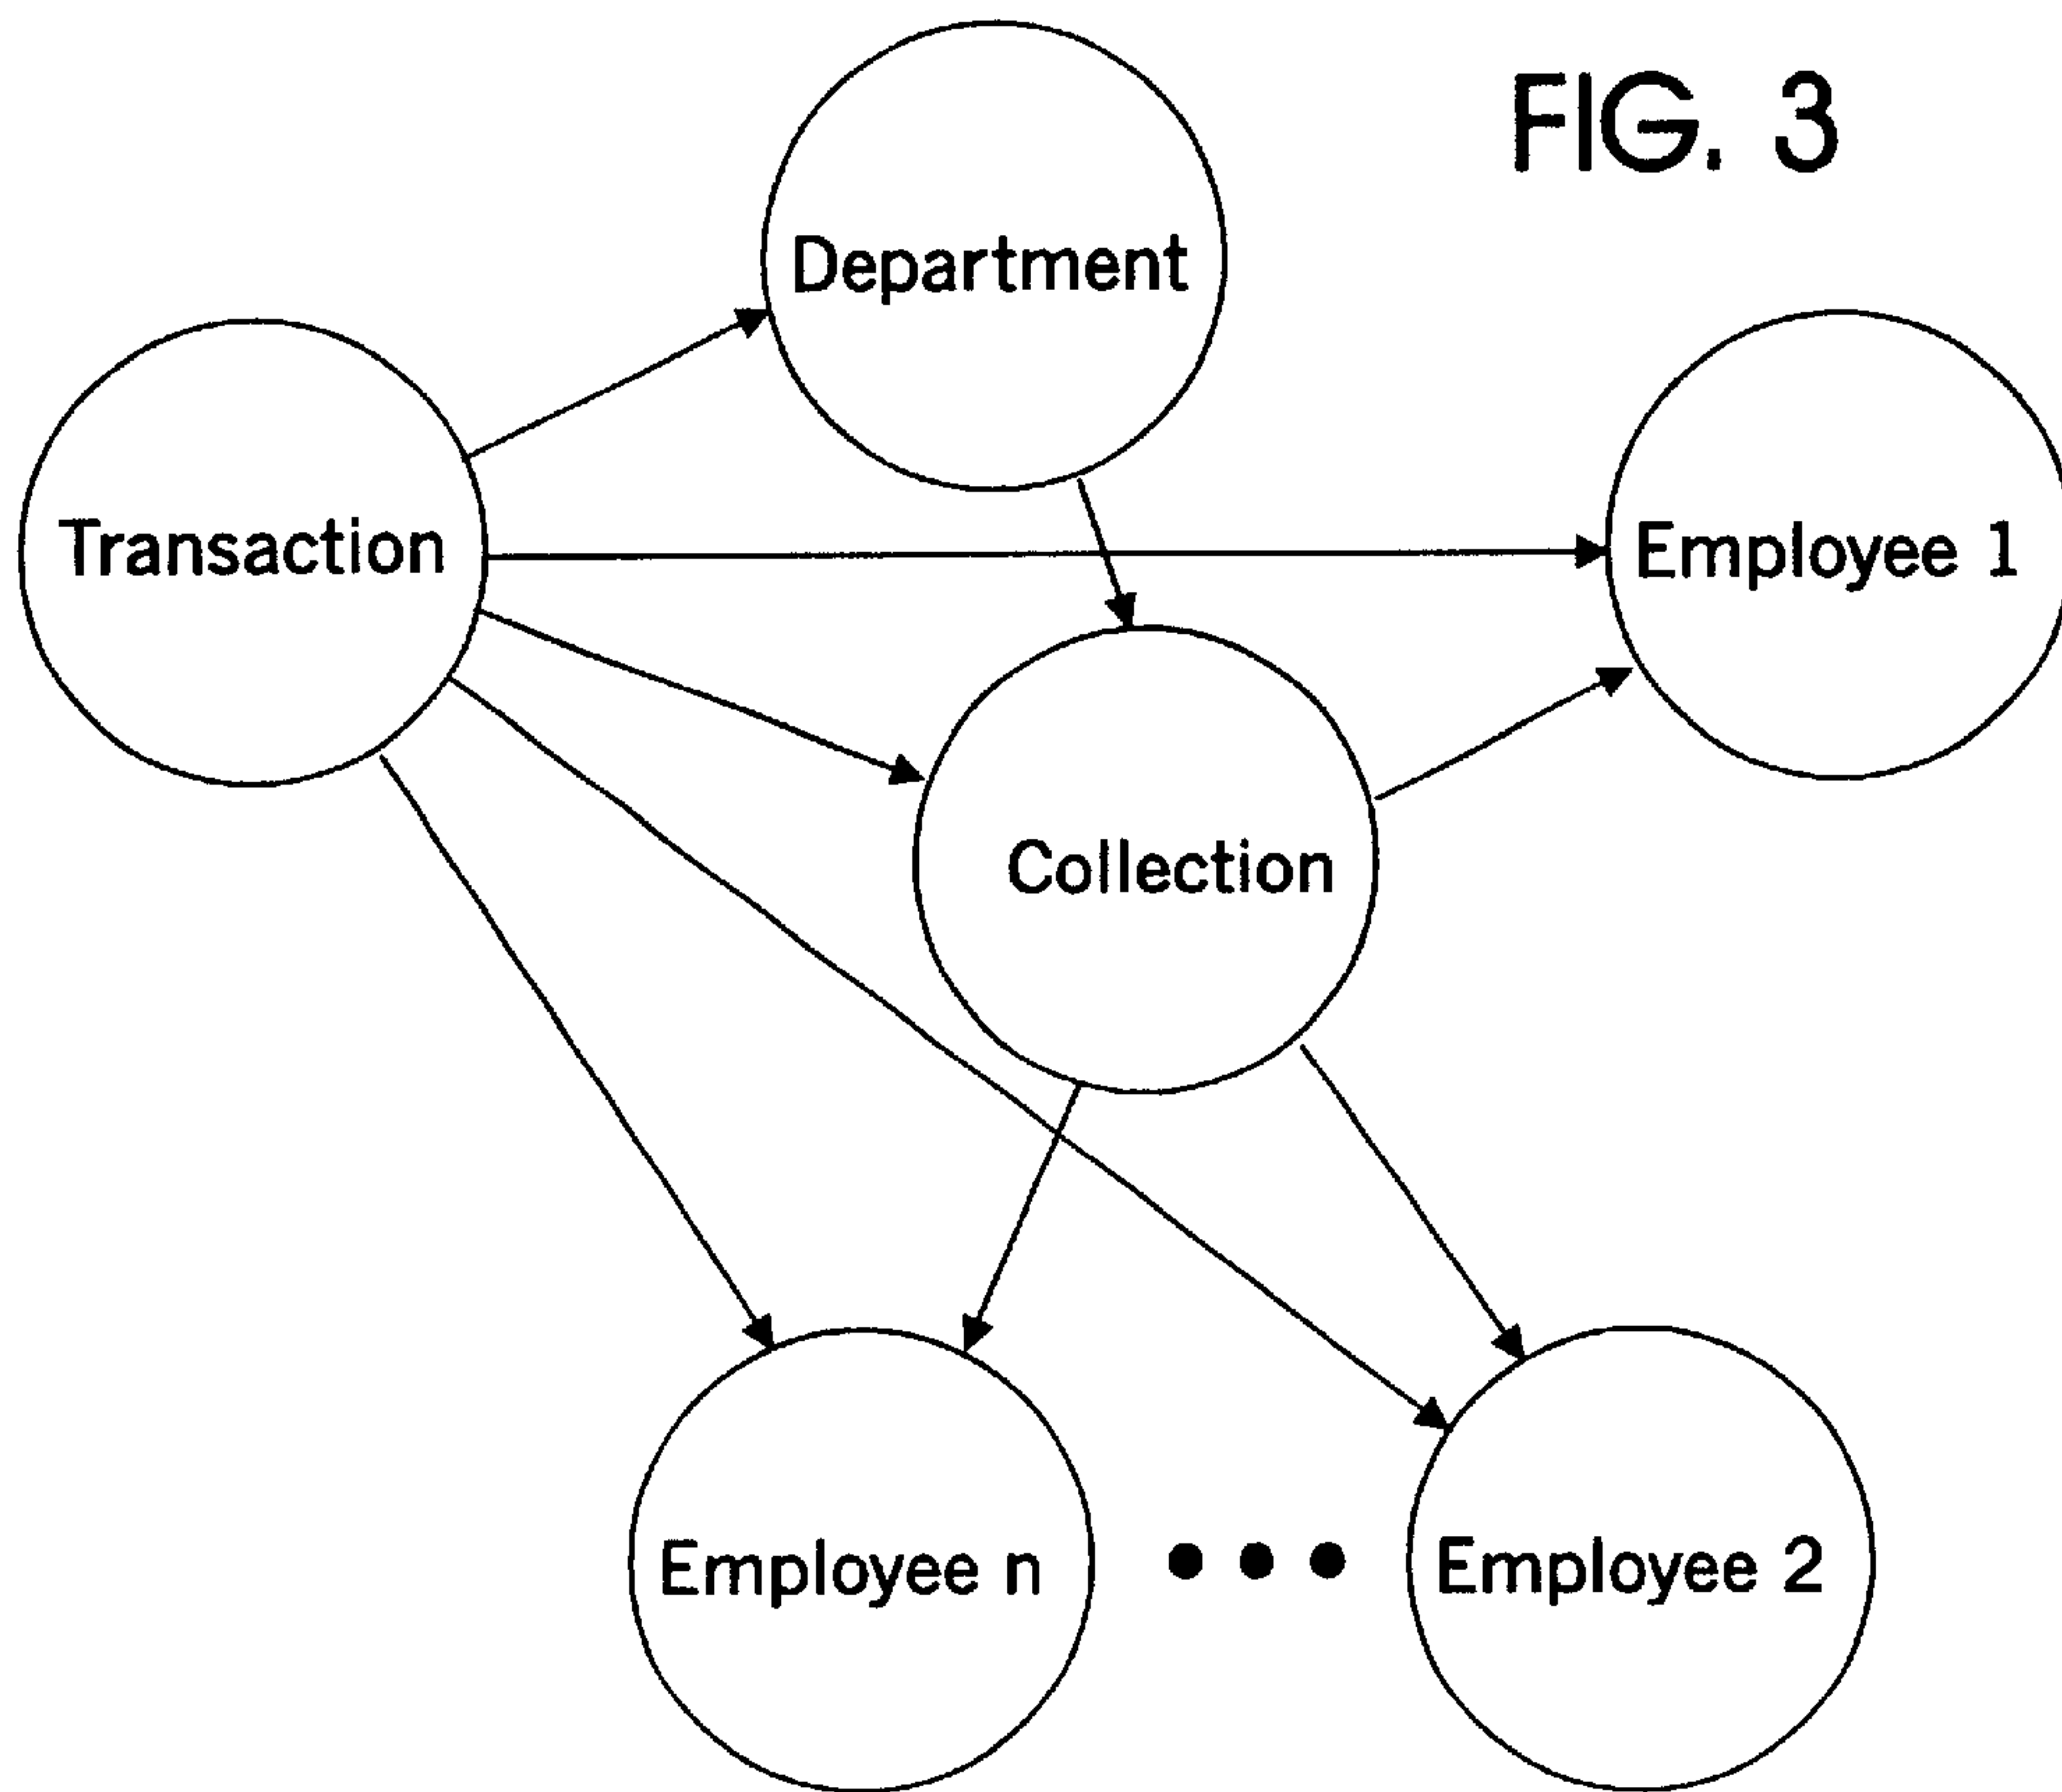 FIG. 3
Department
Transaction
Employee 1
Collection
Employee n
Employee 2